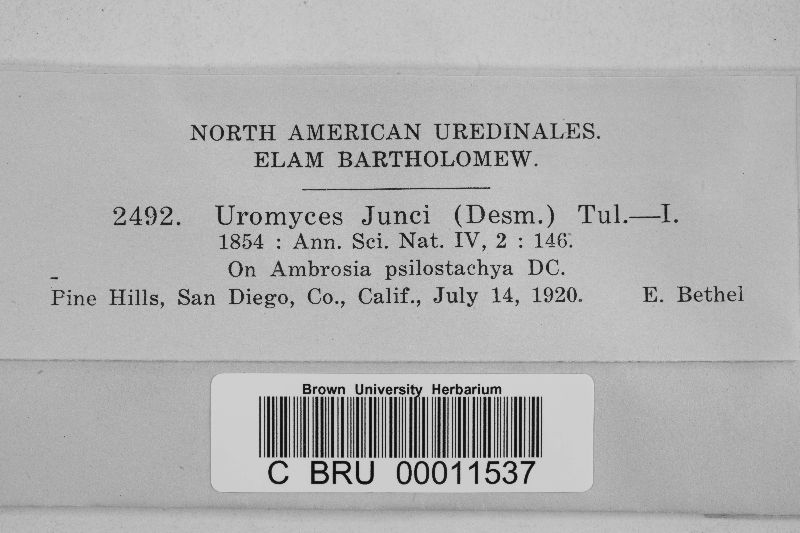 NORTH AMERICAN UREDINALES.
ELAM BARTHOLOMEW.
2492. Uromyces Junci (Desm.) Tul.—I.
1854 : Ann. Sci. Nat. IV, 2 : 146.
On Ambrosia psilostachya DC.
Pine Hills, San Diego, Co., Calif., July 14, 1920. E. Bethel
Brown University Herbarium
C BRU 00011537